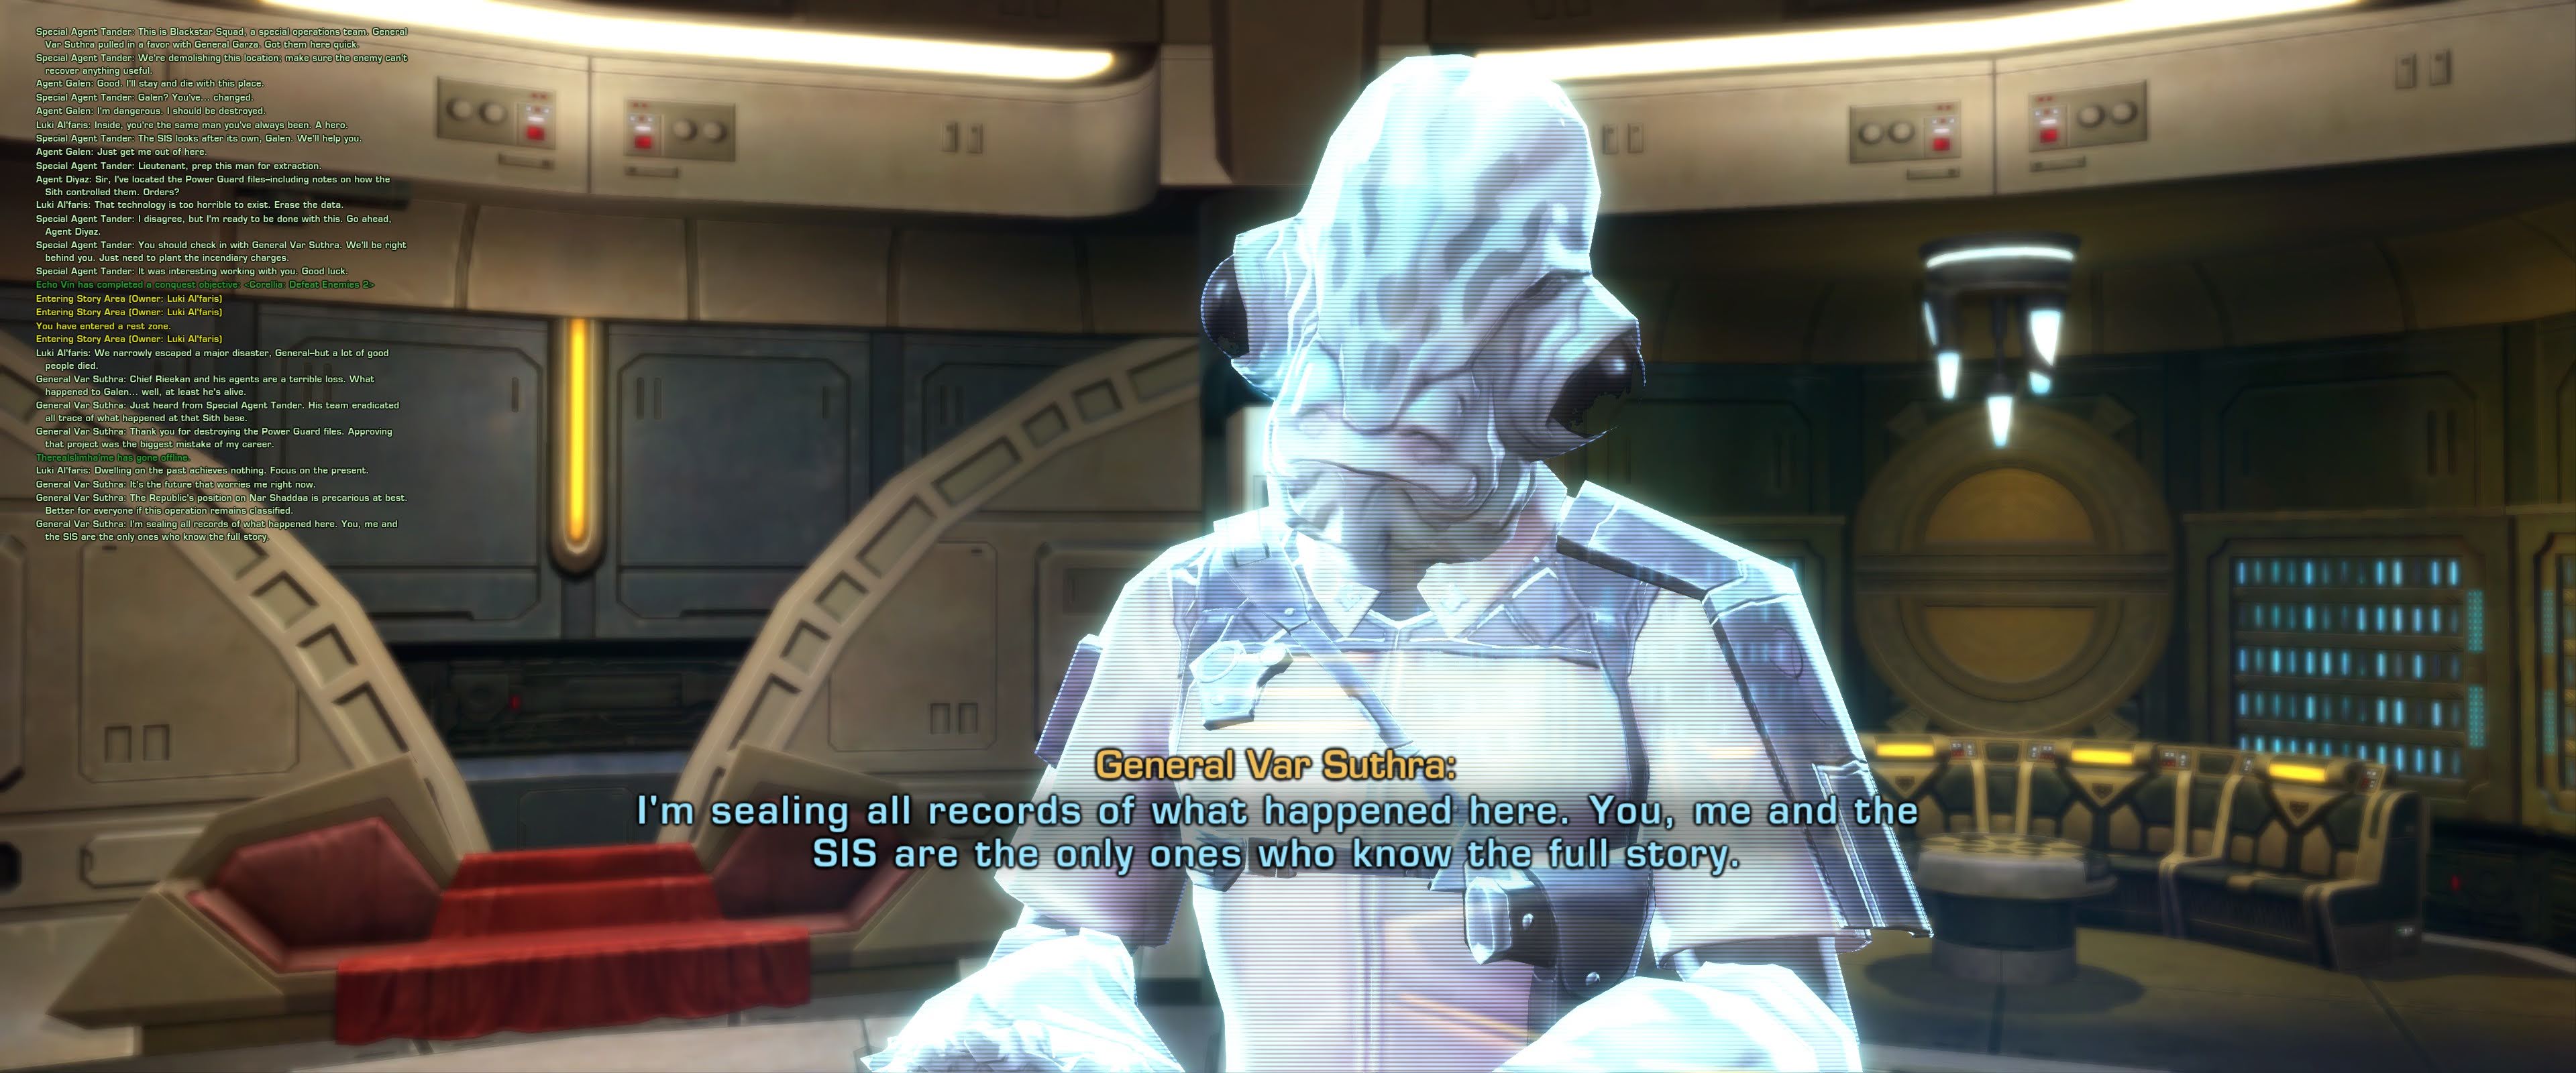 Special Agent Tander: This is Blackstar Squad, a special operations team. General
Var Suthra pulled in a favor with General Garza. Got them here quick.
Special Agent Tander: We're demolishing this location; make sure the enemy can't
recover anything useful.
Agent Galen: Good. I'll stay and die with this place.
Special Agent Tander: Galen? You've... changed.
Agent Galen: I'm dangerous. I should be destroyed.
Luki Al'faris: Inside, you're the same man you've always been. A hero.
Special Agent Tander: The SIS looks after its own, Galen. We'll help you.
Agent Galen: Just get me out of here.
Special Agent Tander: Lieutenant, prep this man for extraction.
Agent Diyaz: Sir, I've located the Power Guard files–including notes on how the
Sith controlled them. Orders?
Luki Al'faris: That technology is too horrible to exist. Erase the data.
Special Agent Tander: I disagree, but I'm ready to be done with this. Go ahead,
Agent Diyaz.
Special Agent Tander: You should check in with General Var Suthra. We'll be right
behind you. Just need to plant the incendiary charges.
Special Agent Tander: It was interesting working with you. Good luck.
Echo Vin has completed a conquest objective: <Corellia: Defeat Enemies 2>
Entering Story Area (Owner: Luki Al'faris)
Entering Story Area (Owner: Luki Al'faris)
You have entered a rest zone.
Entering Story Area (Owner: Luki Al'faris)
Luki Al'faris: We narrowly escaped a major disaster, General–but a lot of good
people died.
General Var Suthra: Chief Rieekan and his agents are a terrible loss. What
happened to Galen... well, at least he's alive.
General Var Suthra: Just heard from Special Agent Tander. His team eradicated
all trace of what happened at that Sith base.
General Var Suthra: Thank you for destroying the Power Guard files. Approving
that project was the biggest mistake of my career.
Therealslimha'me has gone offline.
Luki Al'faris: Dwelling on the past achieves nothing. Focus on the present.
General Var Suthra: It's the future that worries me right now.
General Var Suthra: The Republic's position on Nar Shaddaa is precarious at best.
Better for everyone if this operation remains classified.
General Var Suthra: I'm sealing all records of what happened here. You, me and
the SIS are the only ones who know the full story.
General Var Suthra:
I'm sealing all records of what happened here. You, me and the
SIS are the only ones who know the full story.